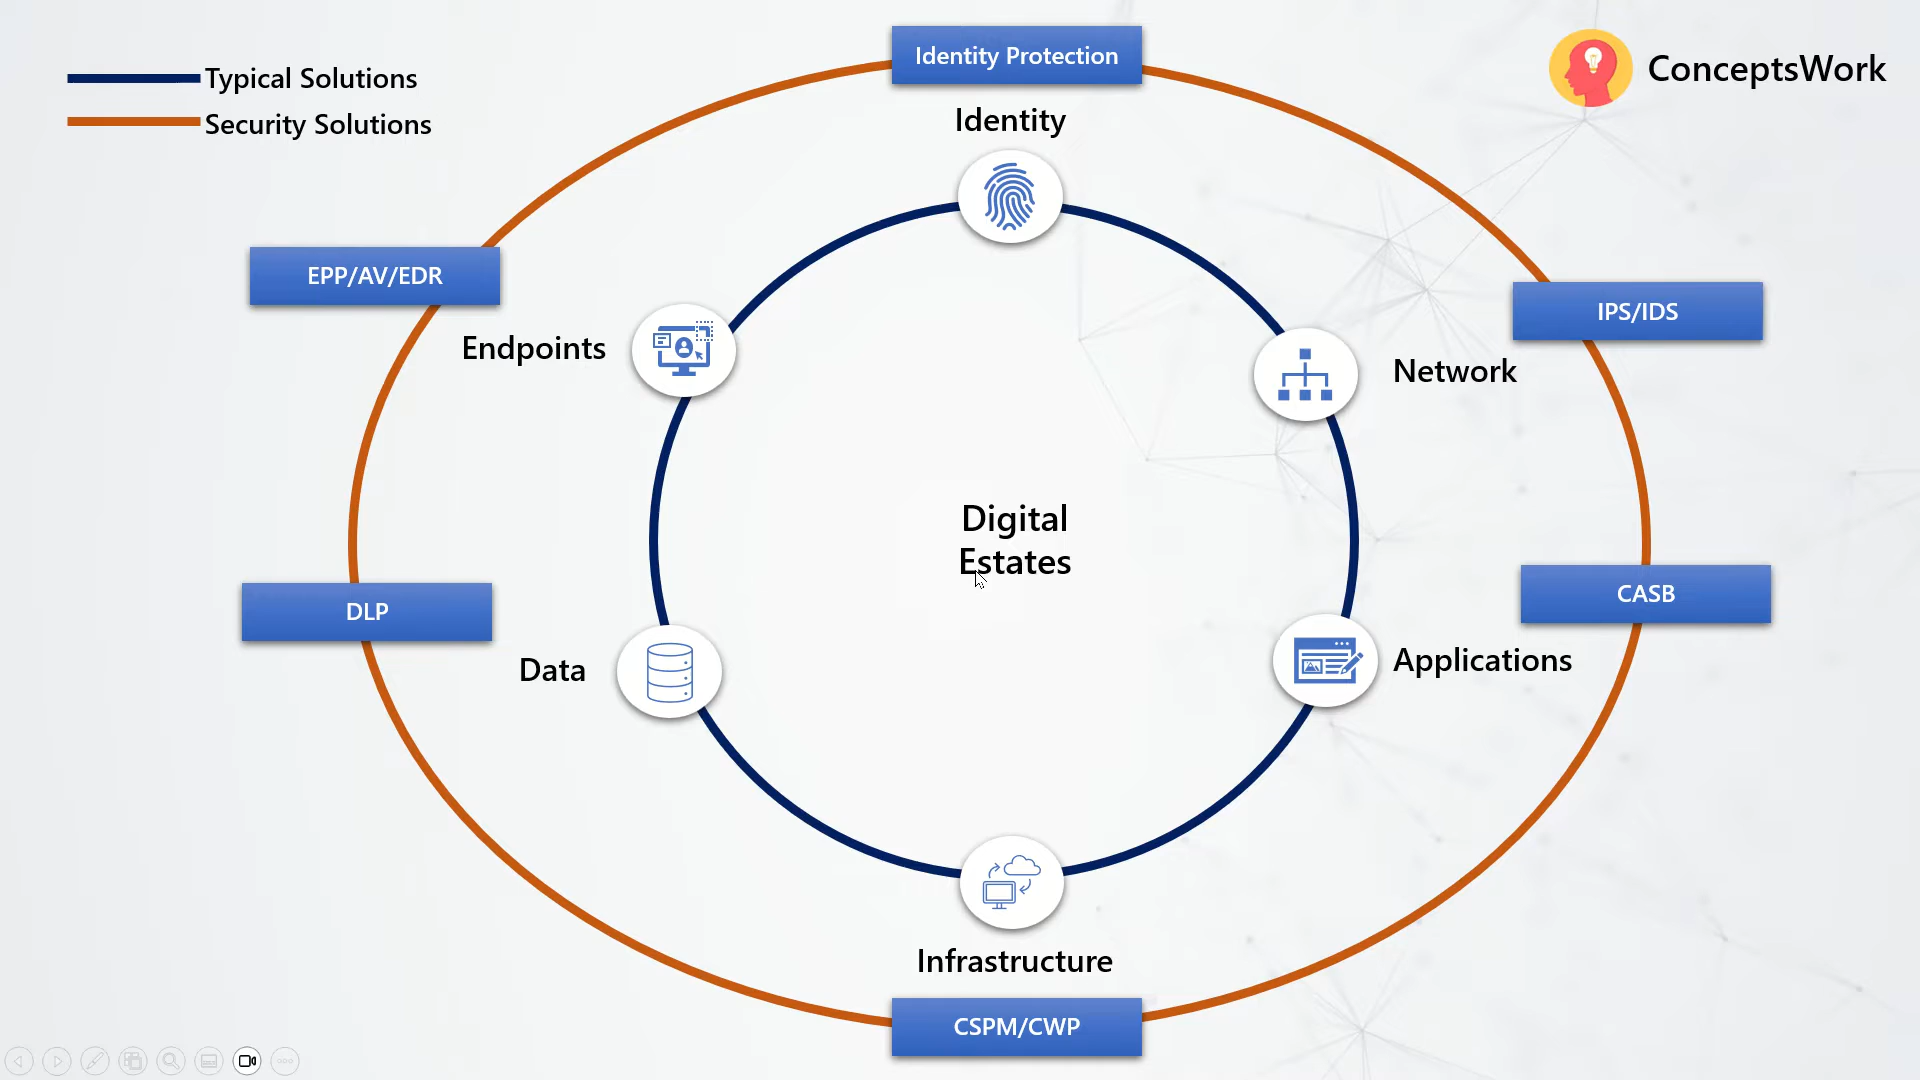 Identity Protection
Typical Solutions
ConceptsWork
Security Solutions
Identity
EPP/AV/EDR
IPS/IDS
Endpoints
Network
Digital
Estates
DLP
CASB
Data
Applications
Infrastructure
CSPM/CWP